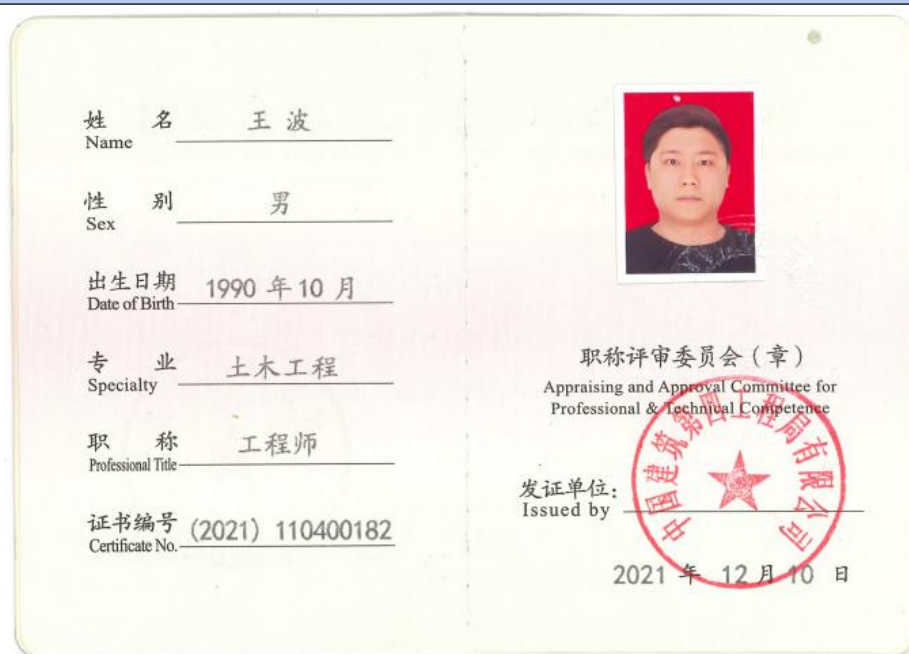 姓 名 王 波
Name
性 别 男
Sex
出生日期 1990 年 10 月
Date of Birth
专 业 土木工程
Specialty
职 称 工程师
Professional Title
证书编号 (2021) 110400182
Certificate No.
职称评审委员会（章）
Appraising and Approval Committee for
Professional & Technical Competence
中国建筑第四工程局有限公司
发证单位：
Issued by
2021 年 12 月 10 日